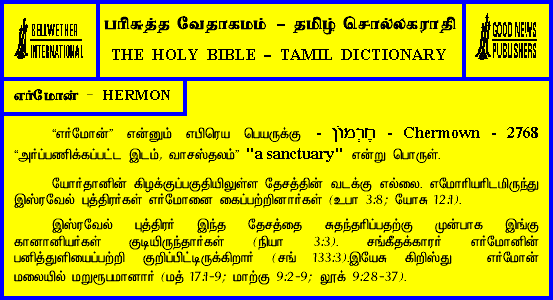 BELLWETHER
INTERNATIONAL
பரிசுத்த வேதாகமம் – தமிழ் சொல்லகராதி
THE HOLY BIBLE – TAMIL DICTIONARY
GOOD NEWS
PUBLISHERS
எர்மோன் – HERMON
“எர்மோன்” என்னும் எபிரெய பெயருக்கு - חֶרְמוֹן - Chermown - 2768
“அர்ப்பணிக்கப்பட்ட இடம், வாசஸ்தலம்” "a sanctuary" என்று பொருள்.
யோர்தானின் கிழக்குப்பகுதியிலுள்ள தேசத்தின் வடக்கு எல்லை. எமோரியரிடமிருந்து
இஸ்ரவேல் புத்திரர்கள் எர்மோனை கைப்பற்றினார்கள் (உபா 3:8; யோசு 12:1).
இஸ்ரவேல் புத்திரர் இந்த தேசத்தை சுதந்தரிப்பதற்கு முன்பாக இங்கு
கானானியர்கள் குடியிருந்தார்கள் (நியா 3:3). சங்கீதக்காரர் எர்மோனின்
பனித்துளியைப்பற்றி குறிப்பிட்டிருக்கிறார் (சங் 133:3).இயேசு கிறிஸ்து எர்மோன்
மலையில் மறுரூபமானார் (மத் 17:1-9; மாற்கு 9:2-9; லூக் 9:28-37).